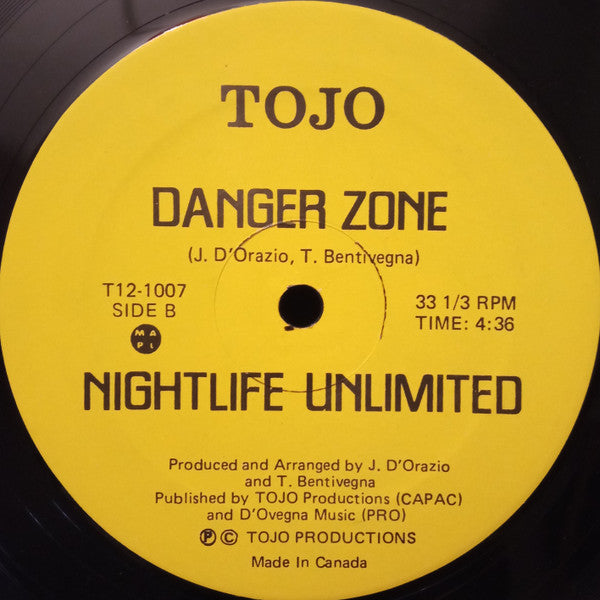 TOJO
DANGER ZONE
(J. D'Orazio, T. Bentivegna)
T12-1007
SIDE B
MA
PL
33 1/3 RPM
TIME: 4:36
NIGHTLIFE UNLIMITED
Produced and Arranged by J. D'Orazio
and T. Bentivegna
Published by TOJO Productions (CAPAC)
and D'Ovegna Music (PRO)
Ⓟ © TOJO PRODUCTIONS
Made In Canada